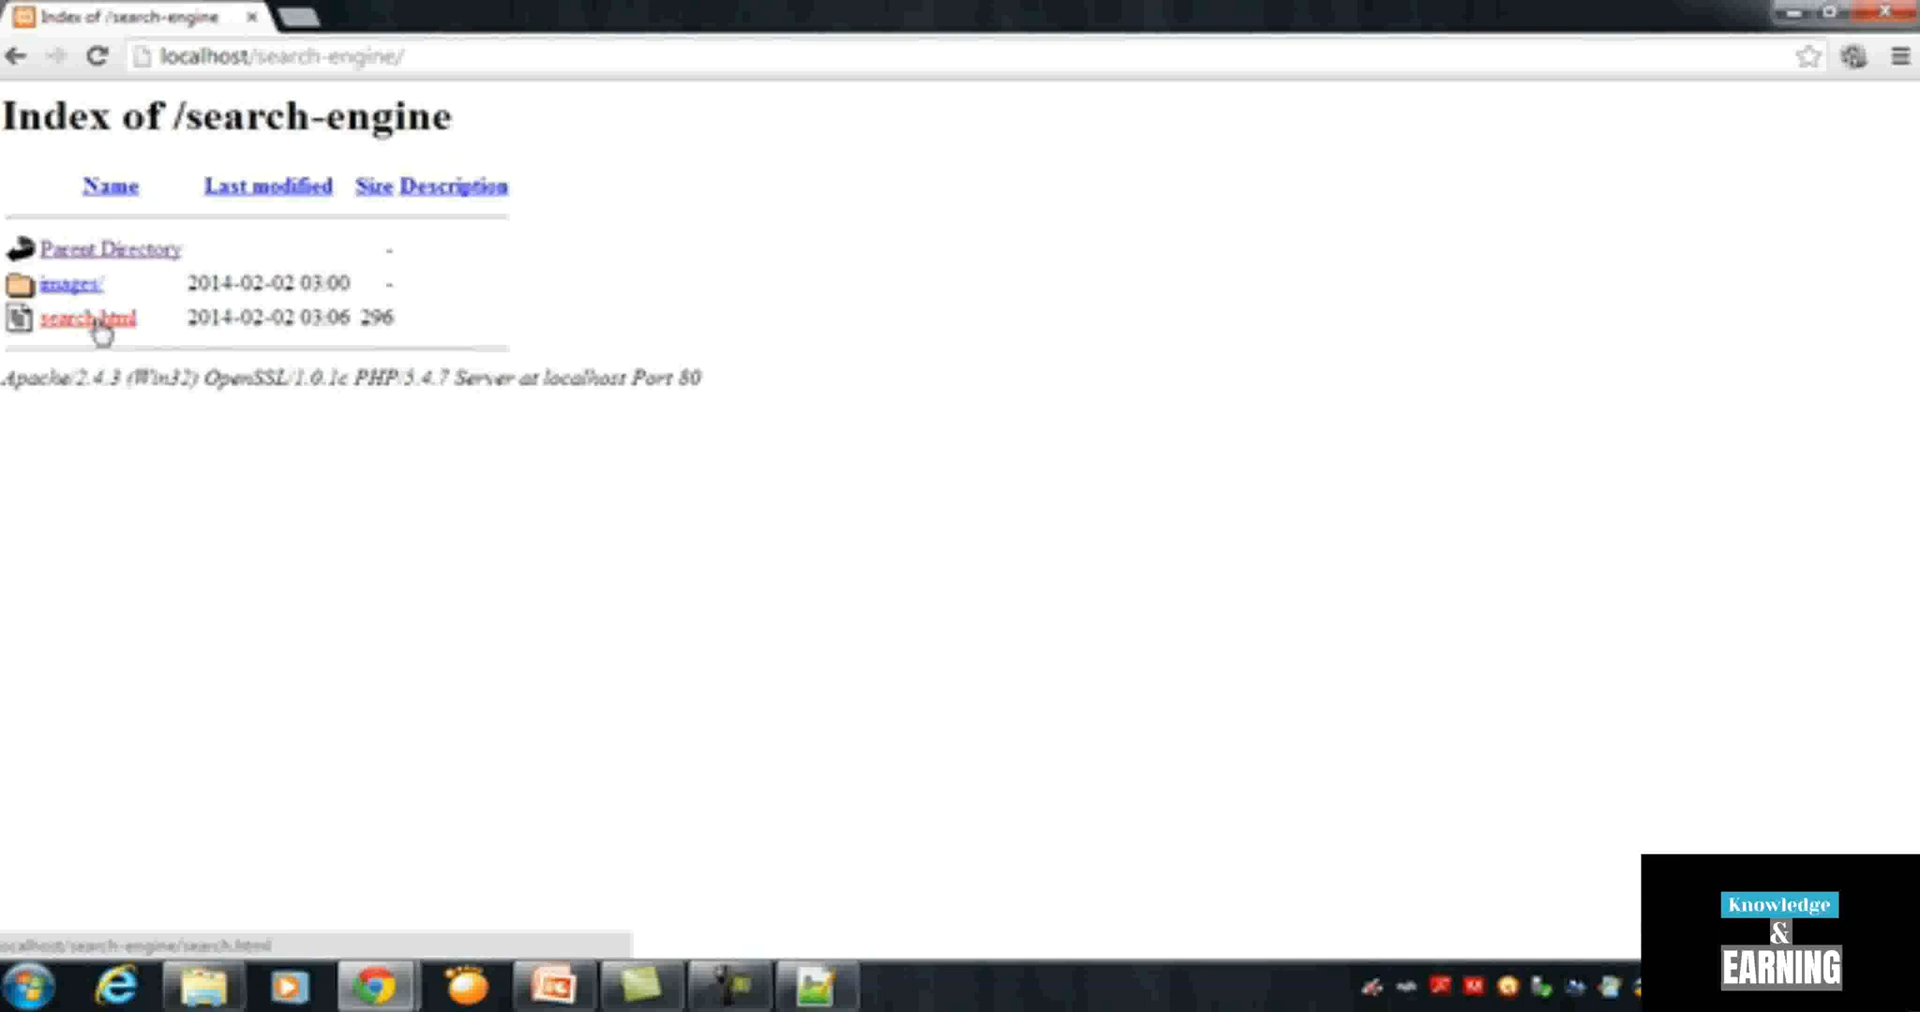 Index of /search-engine
localhost/search-engine/
Index of /search-engine
Name Last modified Size Description
Parent Directory -
images/ 2014-02-02 03:00 -
search.html 2014-02-02 03:06 296
Apache/2.4.3 (Win32) OpenSSL/1.0.1c PHP/5.4.7 Server at localhost Port 80
localhost/search-engine/search.html
Knowledge
&
EARNING